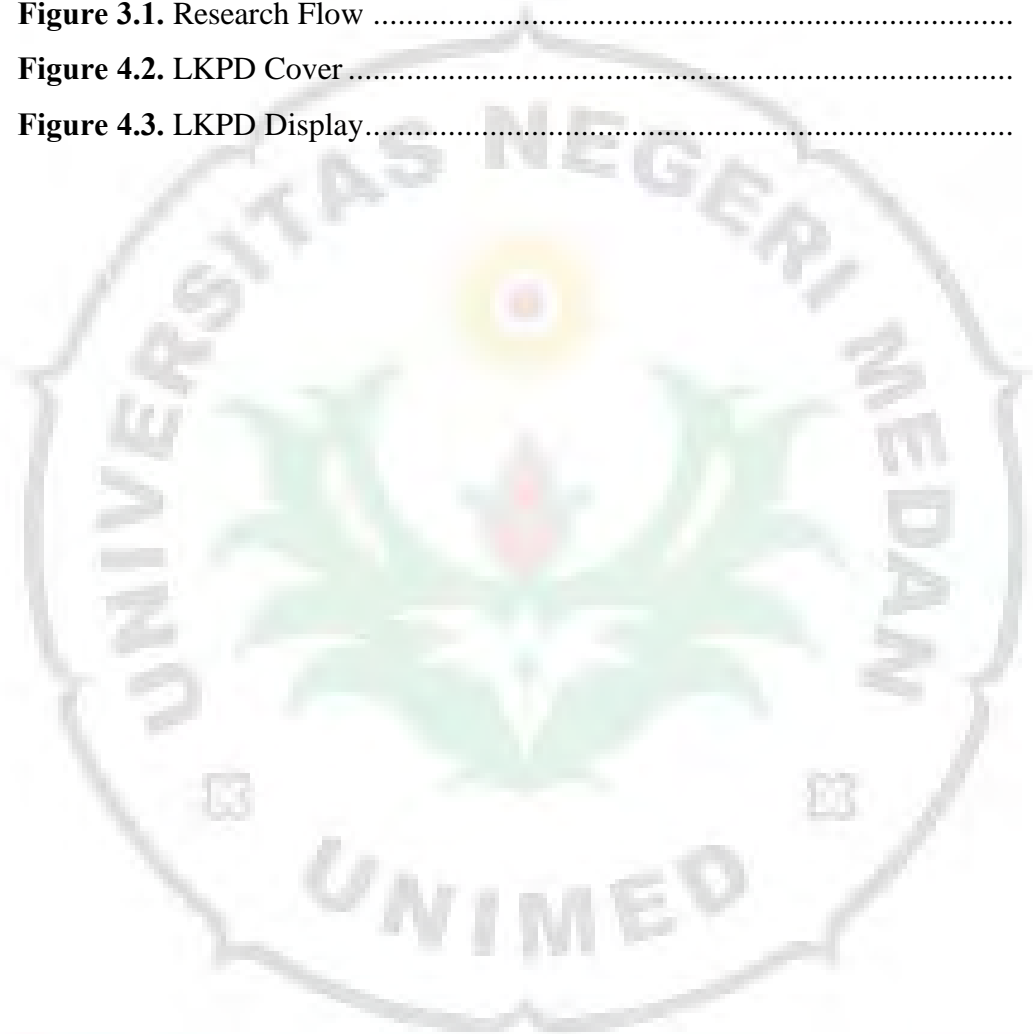 Figure 3.1. Research Flow ................................................................................
Figure 4.2. LKPD Cover ...................................................................................
Figure 4.3. LKPD Display.................................................................................
UNIVERSITAS NEGERI MEDAN
UNIMED